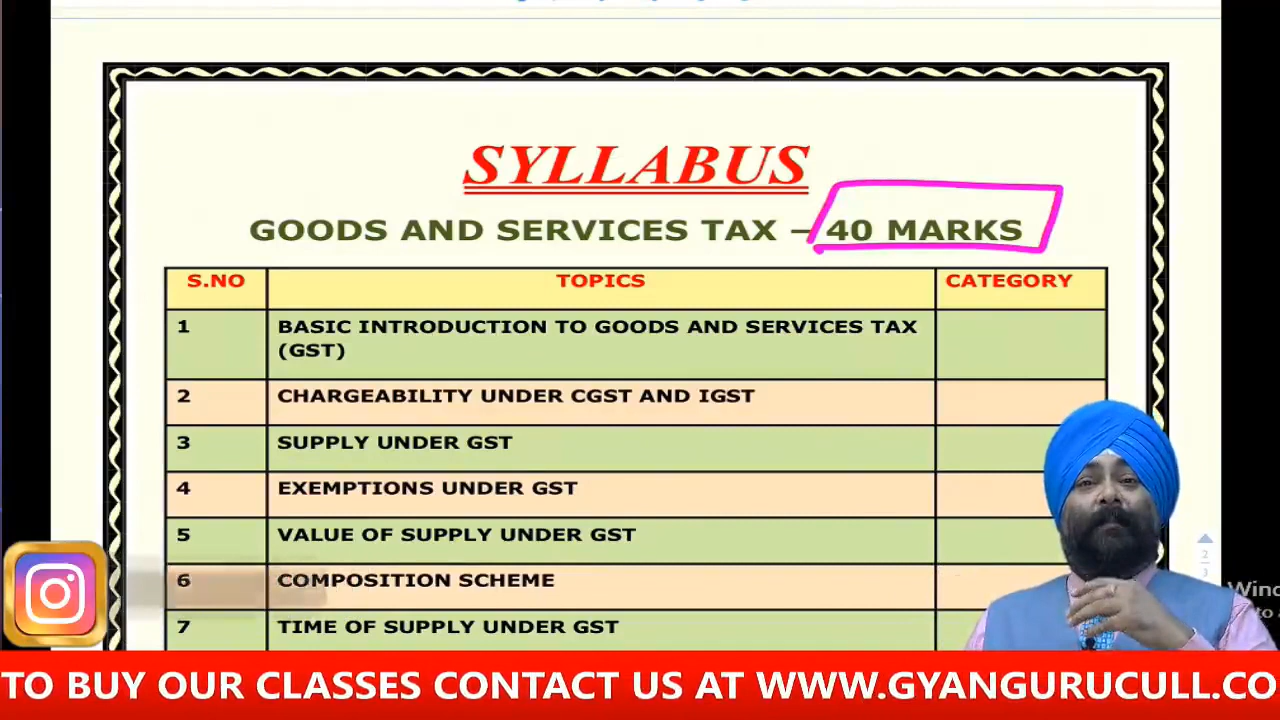 SYLLABUS
GOODS AND SERVICES TAX – 40 MARKS
S.NO TOPICS CATEGORY
1 BASIC INTRODUCTION TO GOODS AND SERVICES TAX
(GST)
2 CHARGEABILITY UNDER CGST AND IGST
3 SUPPLY UNDER GST
4 EXEMPTIONS UNDER GST
5 VALUE OF SUPPLY UNDER GST
6 COMPOSITION SCHEME
7 TIME OF SUPPLY UNDER GST
2
3
TO BUY OUR CLASSES CONTACT US AT WWW.GYANGURUCULL.CO